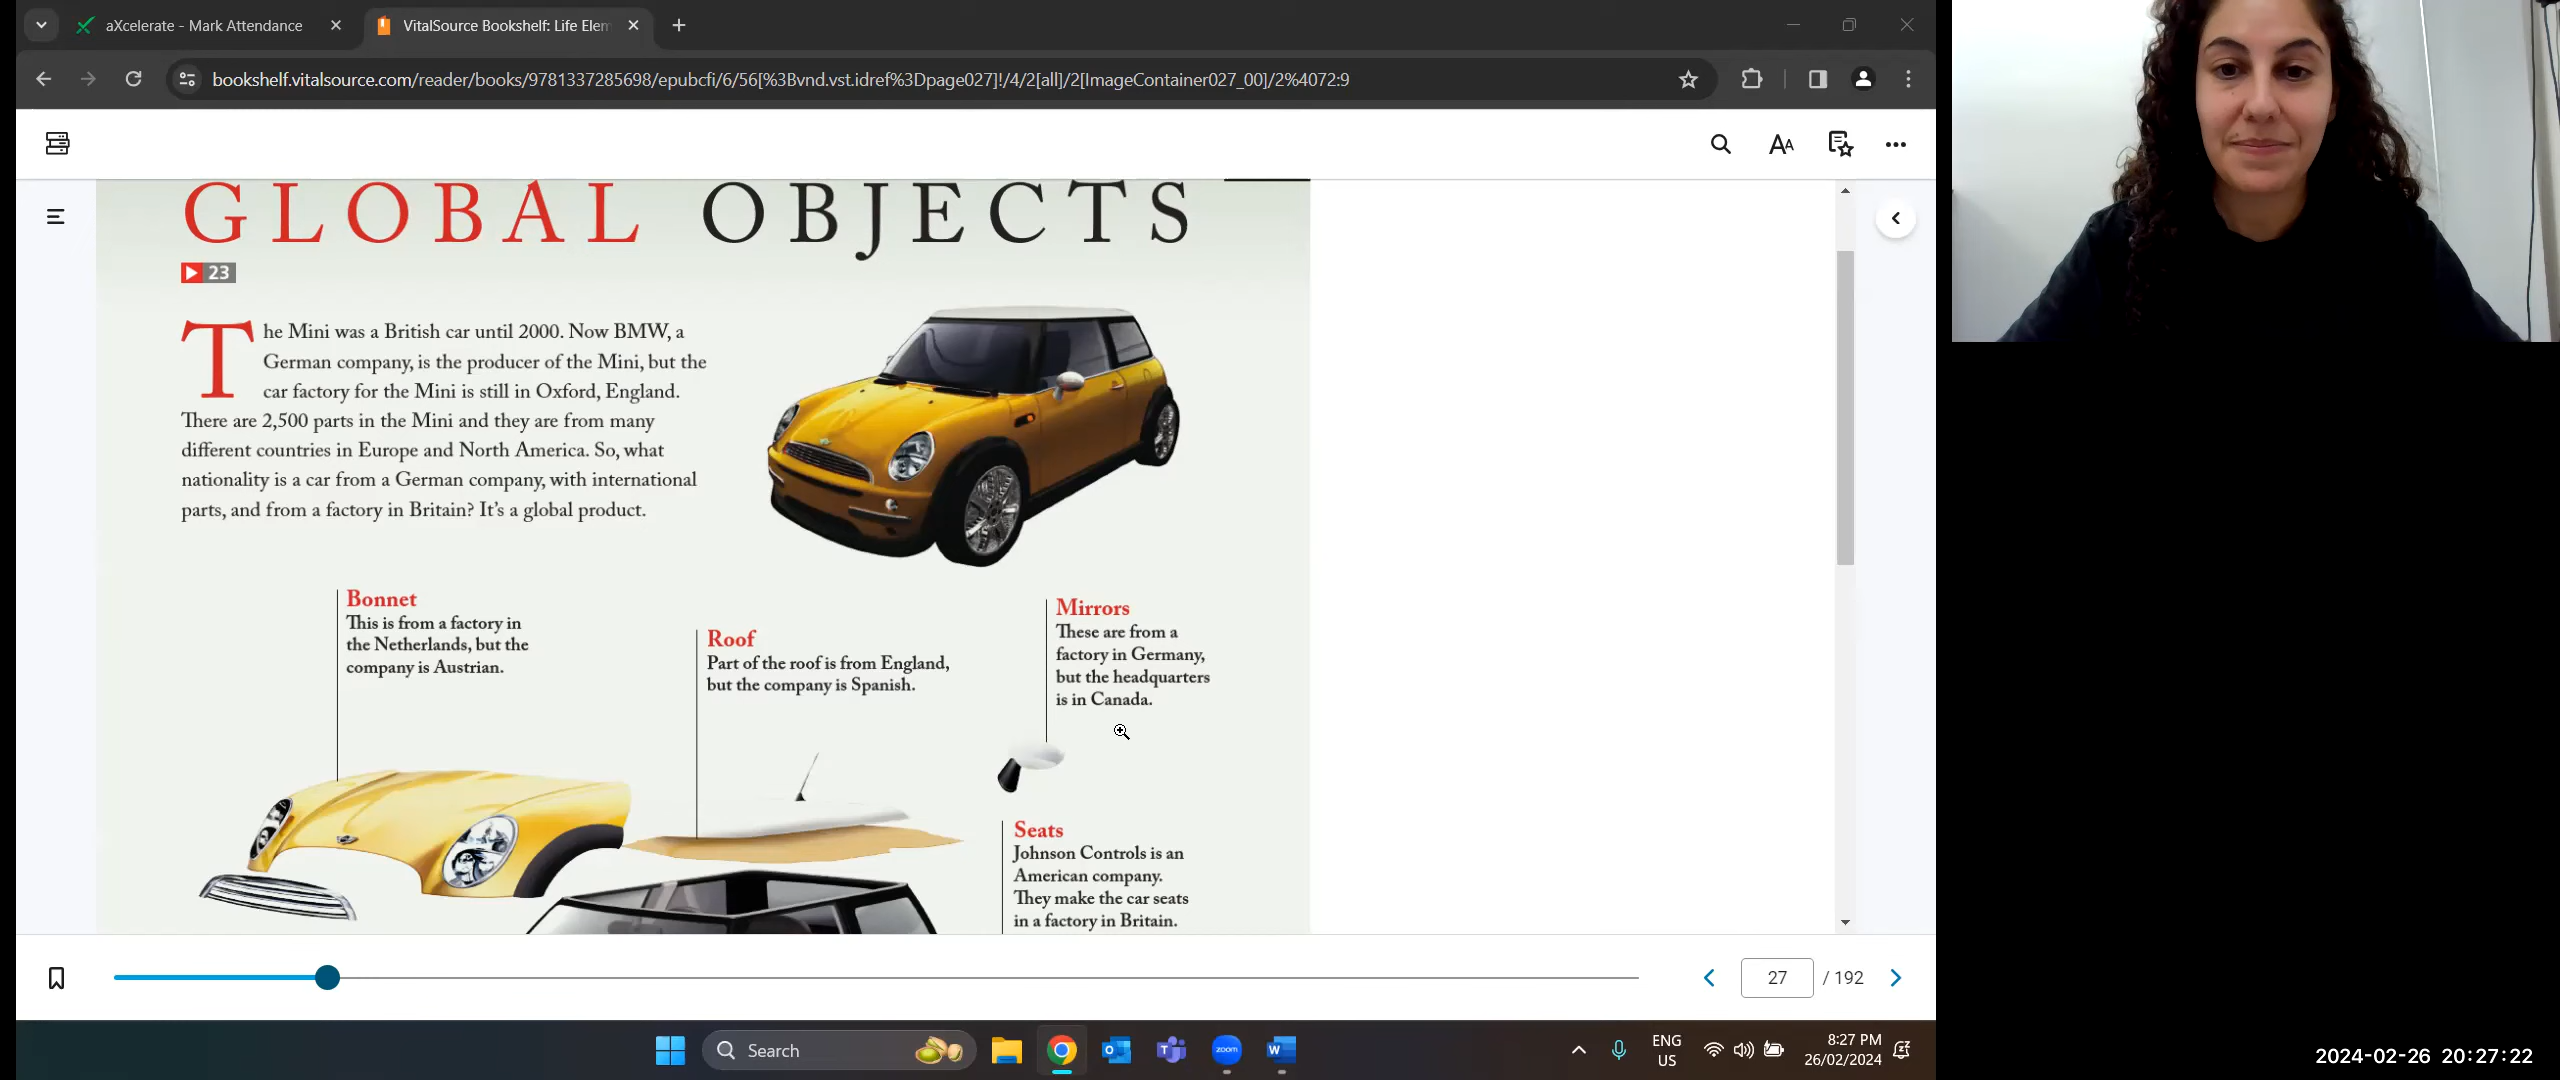 aXcelerate - Mark Attendance
VitalSource Bookshelf: Life Elem
bookshelf.vitalsource.com/reader/books/9781337285698/epubcfi/6/56[%3Bvnd.vst.idref%3Dpage027]!/4/2[all]/2[ImageContainer027_00]/2%4072:9
GLOBAL OBJECTS
23
The Mini was a British car until 2000. Now BMW, a
German company, is the producer of the Mini, but the
car factory for the Mini is still in Oxford, England.
There are 2,500 parts in the Mini and they are from many
different countries in Europe and North America. So, what
nationality is a car from a German company, with international
parts, and from a factory in Britain? It's a global product.
Bonnet
This is from a factory in
the Netherlands, but the
company is Austrian.
Roof
Part of the roof is from England,
but the company is Spanish.
Mirrors
These are from a
factory in Germany,
but the headquarters
is in Canada.
Seats
Johnson Controls is an
American company.
They make the car seats
in a factory in Britain.
27 / 192
Search
zoom
ENG
US
8:27 PM
26/02/2024
2024-02-26 20:27:22